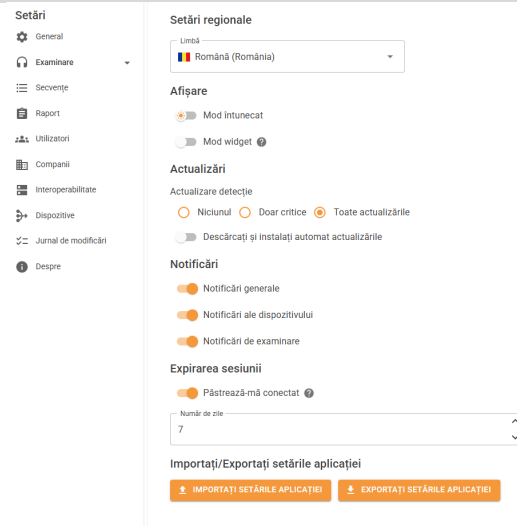 Setări
General
Examinare
Secvențe
Raport
Utilizatori
Companii
Interoperabilitate
Dispozitive
Jurnal de modificări
Despre
Setări regionale
Limbă
Română (România)
Afișare
Mod întunecat
Mod widget
Actualizări
Actualizare detecție
Niciunul
Doar critice
Toate actualizările
Descărcați și instalați automat actualizările
Notificări
Notificări generale
Notificări ale dispozitivului
Notificări de examinare
Expirarea sesiunii
Păstrează-mă conectat
Număr de zile
7
Importați/Exportați setările aplicației
IMPORTAȚI SETĂRILE APLICAȚIEI
EXPORTAȚI SETĂRILE APLICAȚIEI